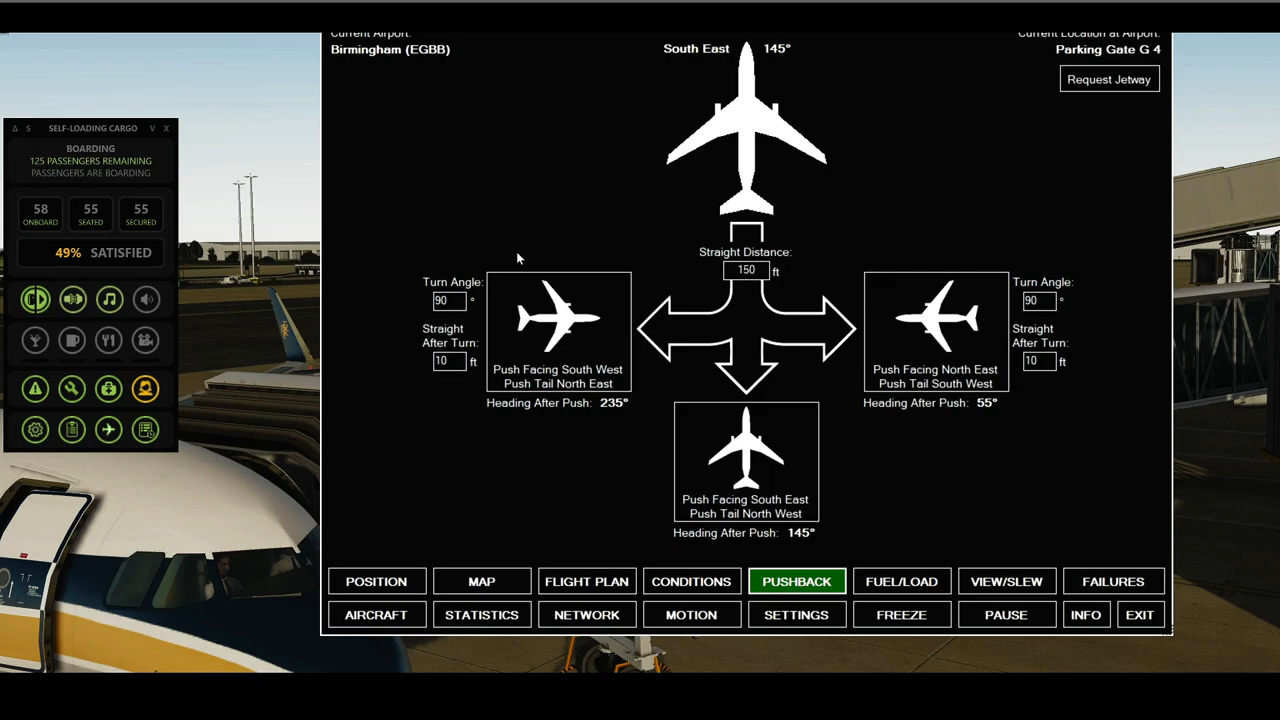 Current Airport:
Birmingham (EGBB)
South East 145°
Current Location at Airport:
Parking Gate G 4
Request Jetway
S SELF-LOADING CARGO V X
BOARDING
125 PASSENGERS REMAINING
PASSENGERS ARE BOARDING
58 55 55
ONBOARD SEATED SECURED
49% SATISFIED
Straight Distance:
150 ft
Turn Angle:
90 °
Straight
After Turn:
10 ft
Push Facing South West
Push Tail North East
Heading After Push: 235°
Turn Angle:
90 °
Straight
After Turn:
10 ft
Push Facing North East
Push Tail South West
Heading After Push: 55°
Push Facing South East
Push Tail North West
Heading After Push: 145°
POSITION MAP FLIGHT PLAN CONDITIONS PUSHBACK FUEL/LOAD VIEW/SLEW FAILURES
AIRCRAFT STATISTICS NETWORK MOTION SETTINGS FREEZE PAUSE INFO EXIT